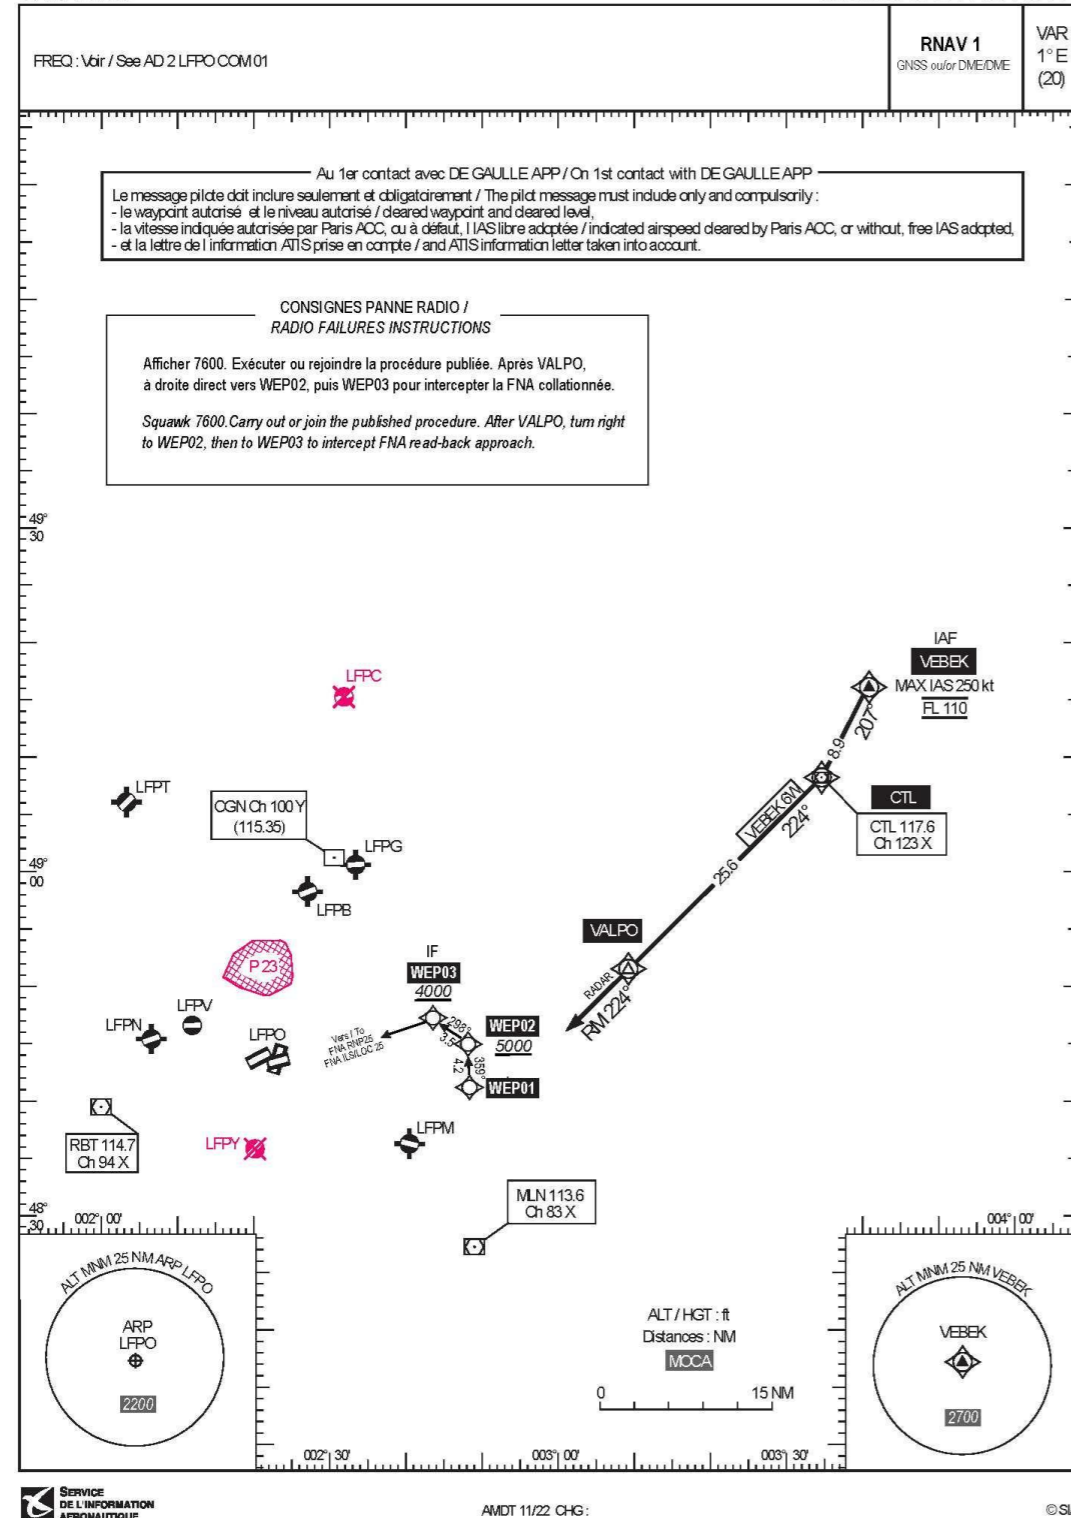 FREQ : Voir / See AD 2 LFPO COM 01
RNAV 1
GNSS ou/or DME/DME
VAR
1° E
(20)
Au 1er contact avec DE GAULLE APP / On 1st contact with DE GAULLE APP
Le message pilote doit inclure seulement et obligatoirement / The pilot message must include only and compulsorily :
- le waypoint autorisé et le niveau autorisé / cleared waypoint and cleared level,
- la vitesse indiquée autorisée par Paris ACC, ou à défaut, l IAS libre adoptée / indicated airspeed cleared by Paris ACC, or without, free IAS adopted,
- et la lettre de l information ATIS prise en compte / and ATIS information letter taken into account.
CONSIGNES PANNE RADIO /
RADIO FAILURES INSTRUCTIONS
Afficher 7600. Exécuter ou rejoindre la procédure publiée. Après VALPO,
à droite direct vers WEP02, puis WEP03 pour intercepter la FNA collationnée.
Squawk 7600.Carry out or join the published procedure. After VALPO, turn right
to WEP02, then to WEP03 to intercept FNA read-back approach.
49°
30
IAF
VEBEK
MAX IAS 250 kt
FL 110
207°
8.9
LFPC
LFPT
CGN Ch 100 Y
(115.35)
LFPG
LFPB
CTL
CTL 117.6
Ch 123 X
VEBEK 6W
224°
25.6
49°
00
VALPO
RADAR
RM 224°
P 23
IF
WEP03
4000
298°
3.5
WEP02
5000
359°
4.2
WEP01
Vers / To
FNA RNP25
FNA ILS/LOC 25
LFPV
LFPN
LFPO
RBT 114.7
Ch 94 X
LFPY
LFPM
MLN 113.6
Ch 83 X
48°
30
002° 00'
004° 00'
ALT MNM 25 NM ARP LFPO
ARP
LFPO
2200
ALT / HGT : ft
Distances : NM
MOCA
0 15 NM
ALT MNM 25 NM VEBEK
VEBEK
2700
002° 30'
003° 00'
003° 30'
SERVICE
DE L'INFORMATION
AERONAUTIQUE
AMDT 11/22 CHG :
© SI